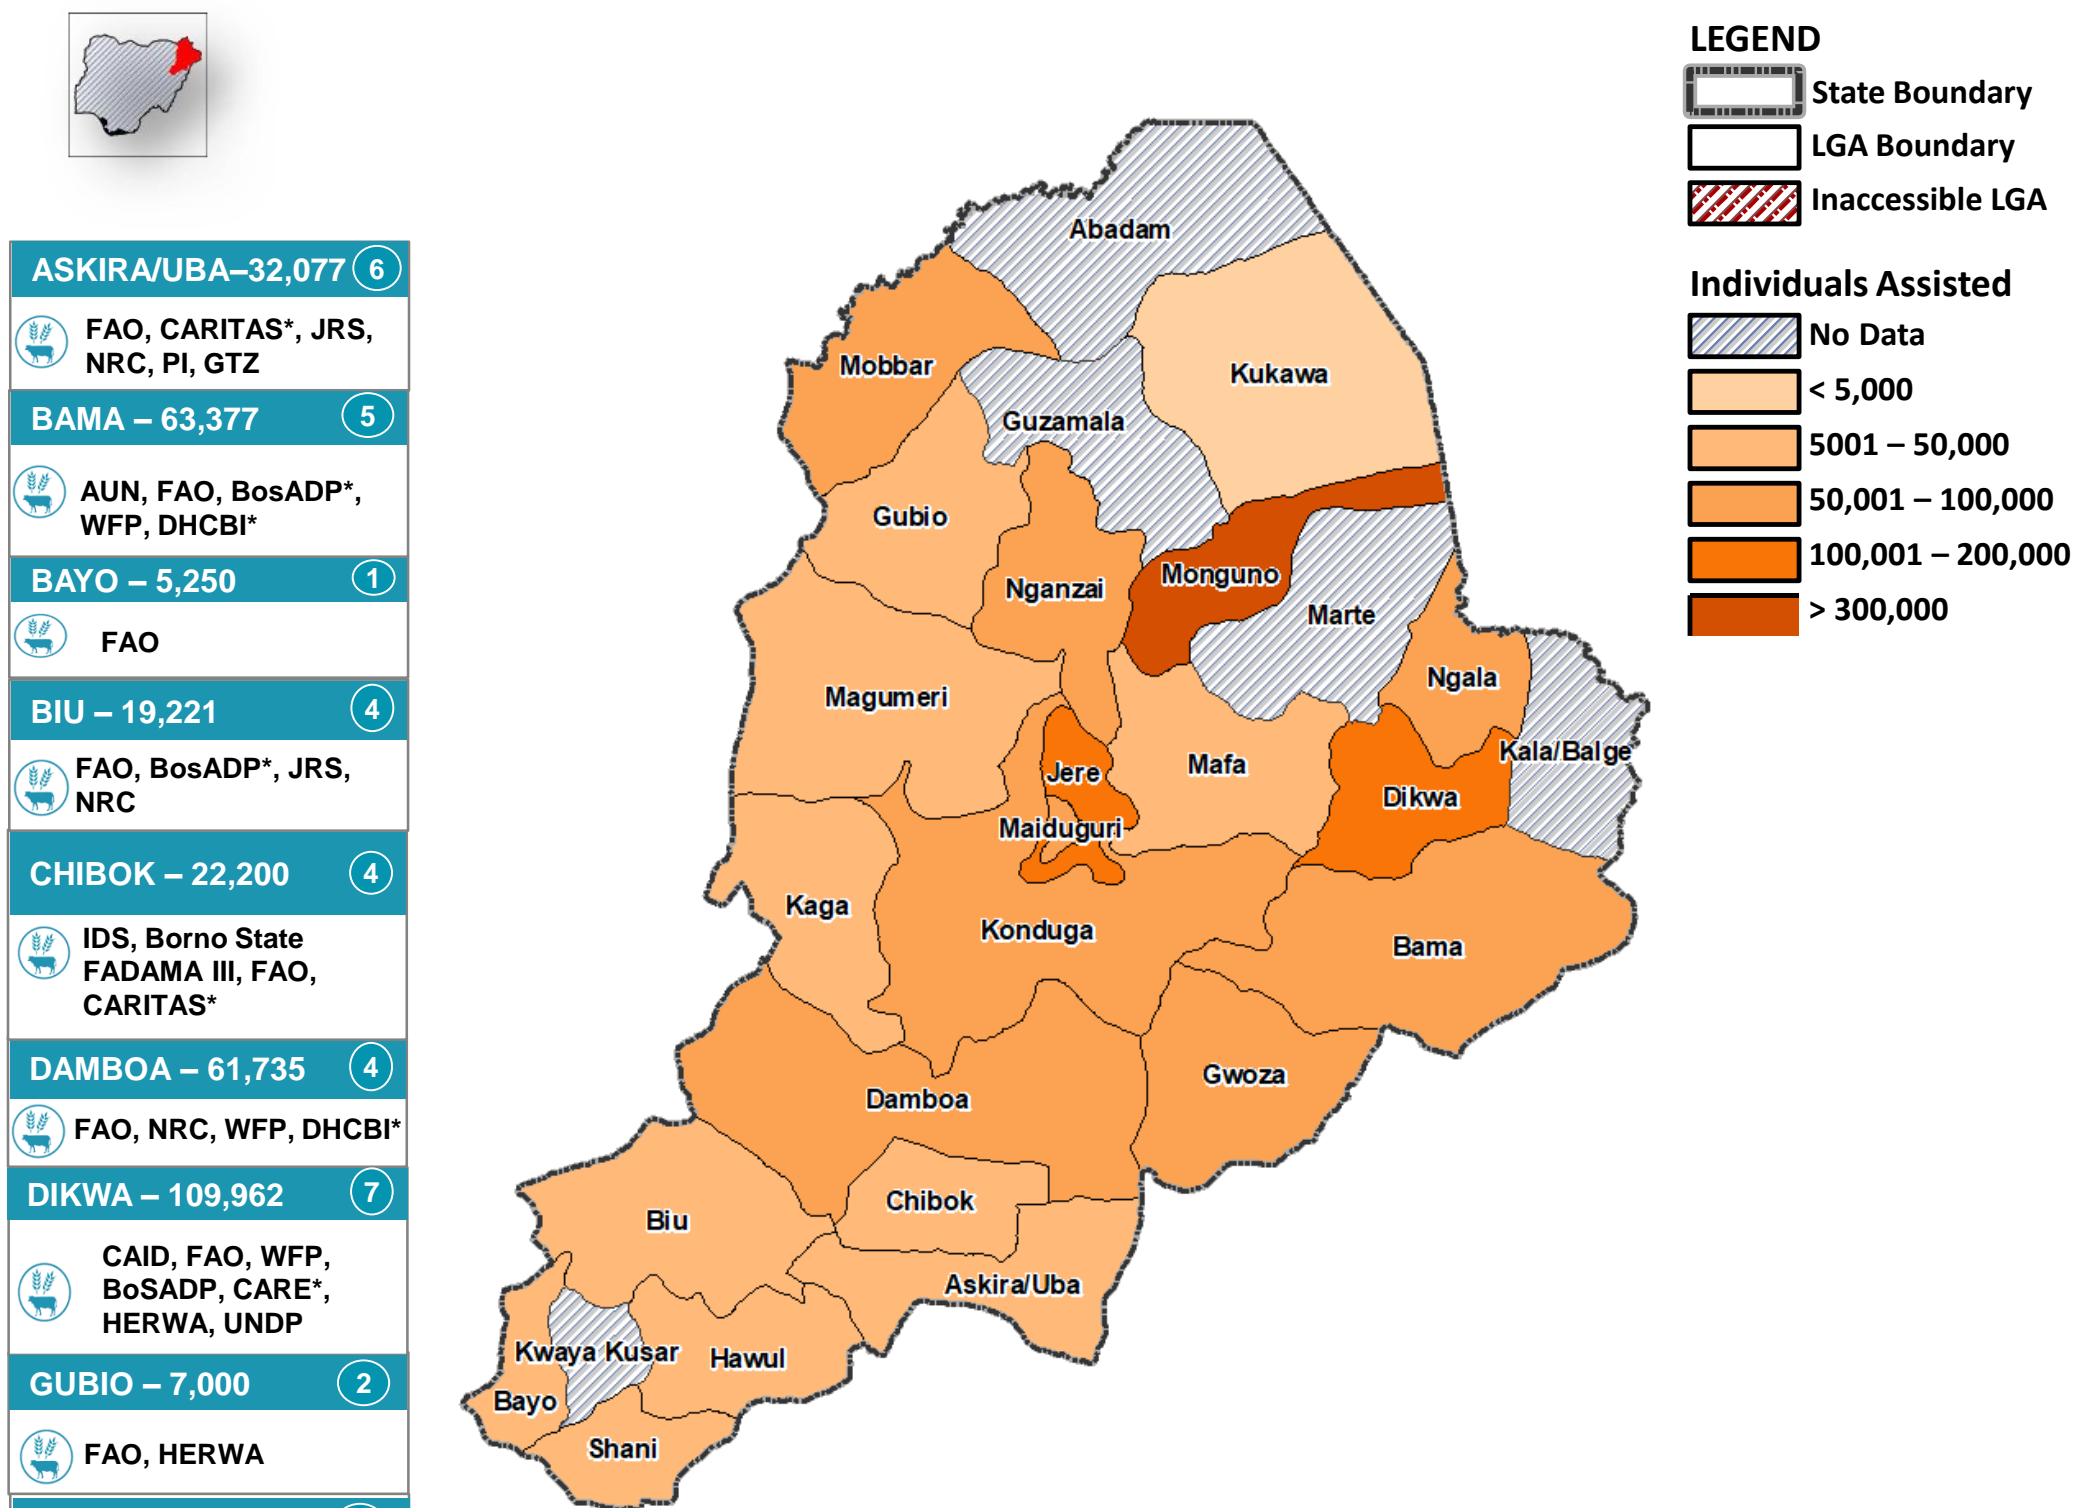 ASKIRA/UBA–32,077 6
FAO, CARITAS*, JRS,
NRC, PI, GTZ
BAMA – 63,377 5
AUN, FAO, BosADP*,
WFP, DHCBI*
BAYO – 5,250 1
FAO
BIU – 19,221 4
FAO, BosADP*, JRS,
NRC
CHIBOK – 22,200 4
IDS, Borno State
FADAMA III, FAO,
CARITAS*
DAMBOA – 61,735 4
FAO, NRC, WFP, DHCBI*
DIKWA – 109,962 7
CAID, FAO, WFP,
BoSADP, CARE*,
HERWA, UNDP
GUBIO – 7,000 2
FAO, HERWA
Abadam
Mobbar
Kukawa
Guzamala
Gubio
Monguno
Nganzai
Marte
Ngala
Magumeri
Kala/Balge
Mafa
Jere
Dikwa
Maiduguri
Kaga
Konduga
Bama
Gwoza
Damboa
Chibok
Biu
Askira/Uba
Kwaya Kusar
Hawul
Bayo
Shani
LEGEND
State Boundary
LGA Boundary
Inaccessible LGA
Individuals Assisted
No Data
< 5,000
5001 – 50,000
50,001 – 100,000
100,001 – 200,000
> 300,000